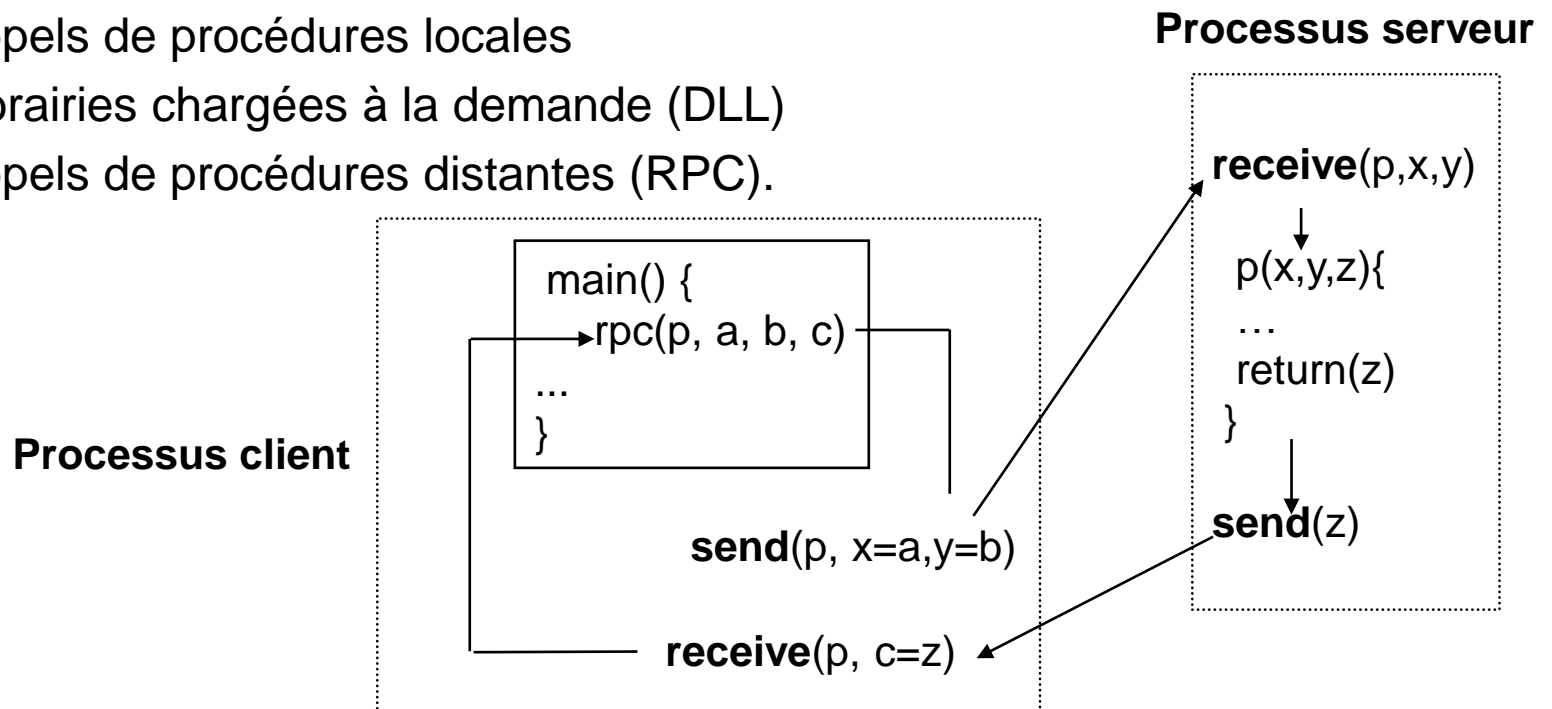 pels de procédures locales
rairies chargées à la demande (DLL)
pels de procédures distantes (RPC).
Processus serveur
receive(p,x,y)
p(x,y,z){
…
return(z)
}
send(z)
main() {
rpc(p, a, b, c)
...
}
Processus client
send(p, x=a,y=b)
receive(p, c=z)